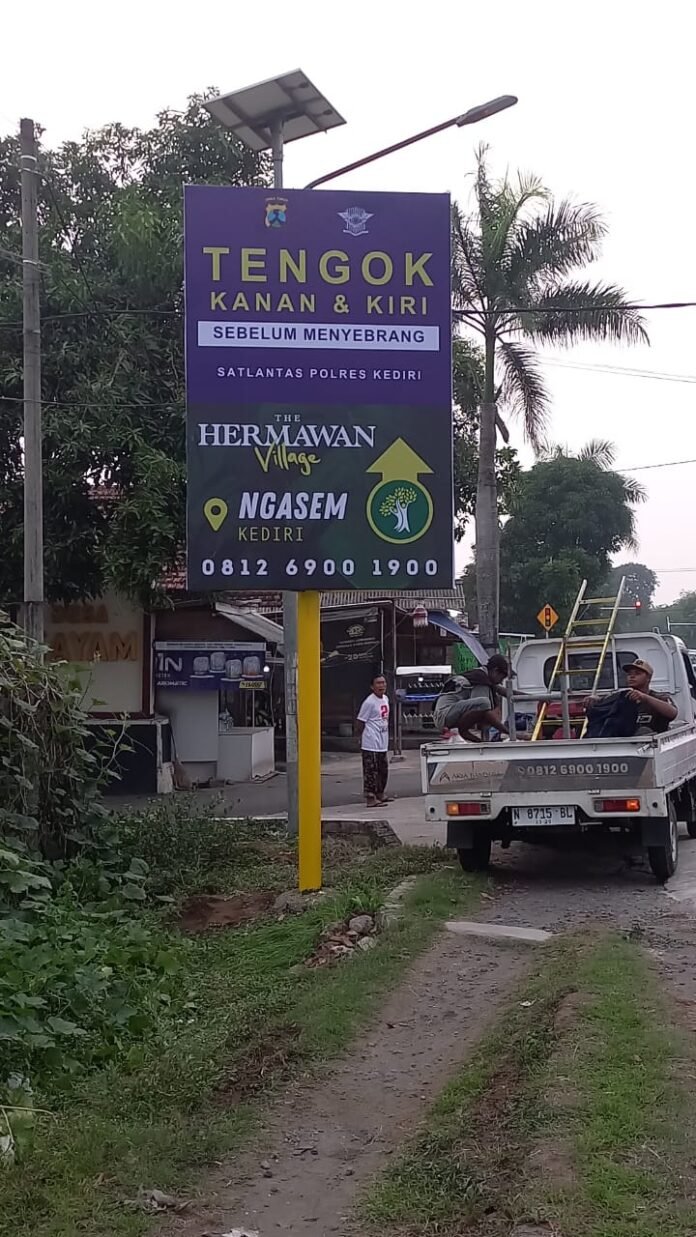 TENGOK
KANAN & KIRI
SEBELUM MENYEBRANG
SATLANTAS POLRES KEDIRI
THE
HERMAWAN
Village
NGASEM
KEDIRI
0812 6900 1900
AYAM
0812 6900 1900
N 8715 BL